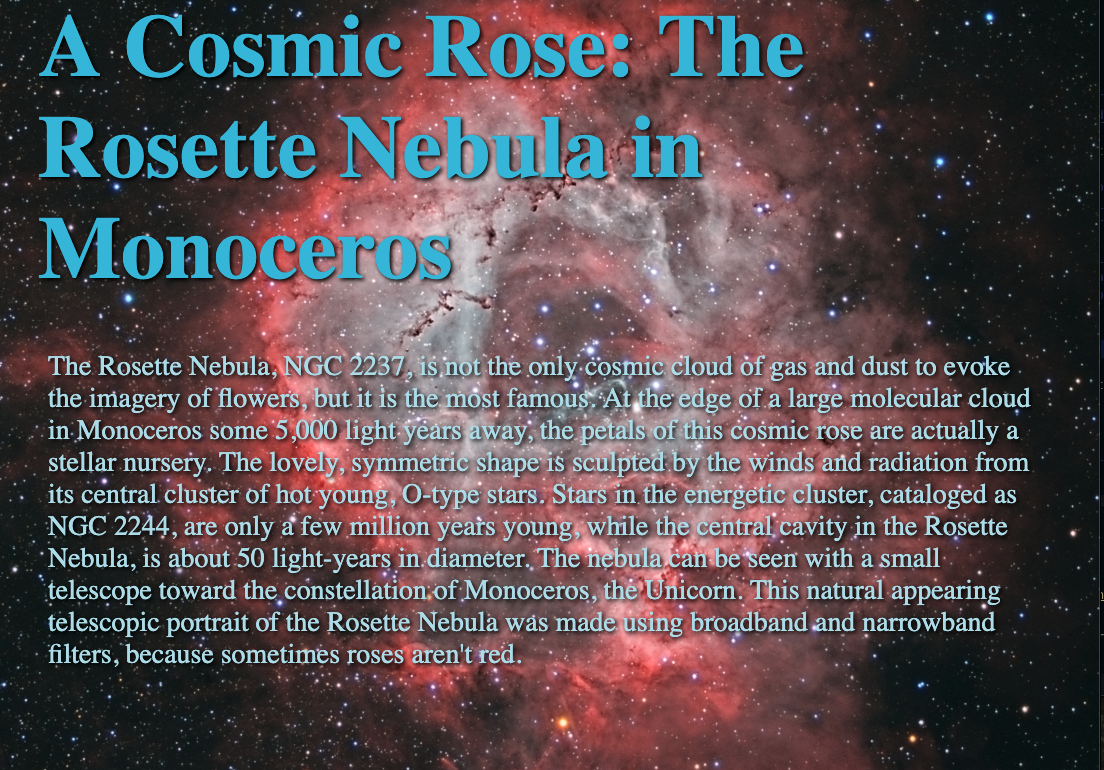 A Cosmic Rose: The
Rosette Nebula in
Monoceros
The Rosette Nebula, NGC 2237, is not the only cosmic cloud of gas and dust to evoke
the imagery of flowers, but it is the most famous. At the edge of a large molecular cloud
in Monoceros some 5,000 light years away, the petals of this cosmic rose are actually a
stellar nursery. The lovely, symmetric shape is sculpted by the winds and radiation from
its central cluster of hot young, O-type stars. Stars in the energetic cluster, cataloged as
NGC 2244, are only a few million years young, while the central cavity in the Rosette
Nebula, is about 50 light-years in diameter. The nebula can be seen with a small
telescope toward the constellation of Monoceros, the Unicorn. This natural appearing
telescopic portrait of the Rosette Nebula was made using broadband and narrowband
filters, because sometimes roses aren't red.